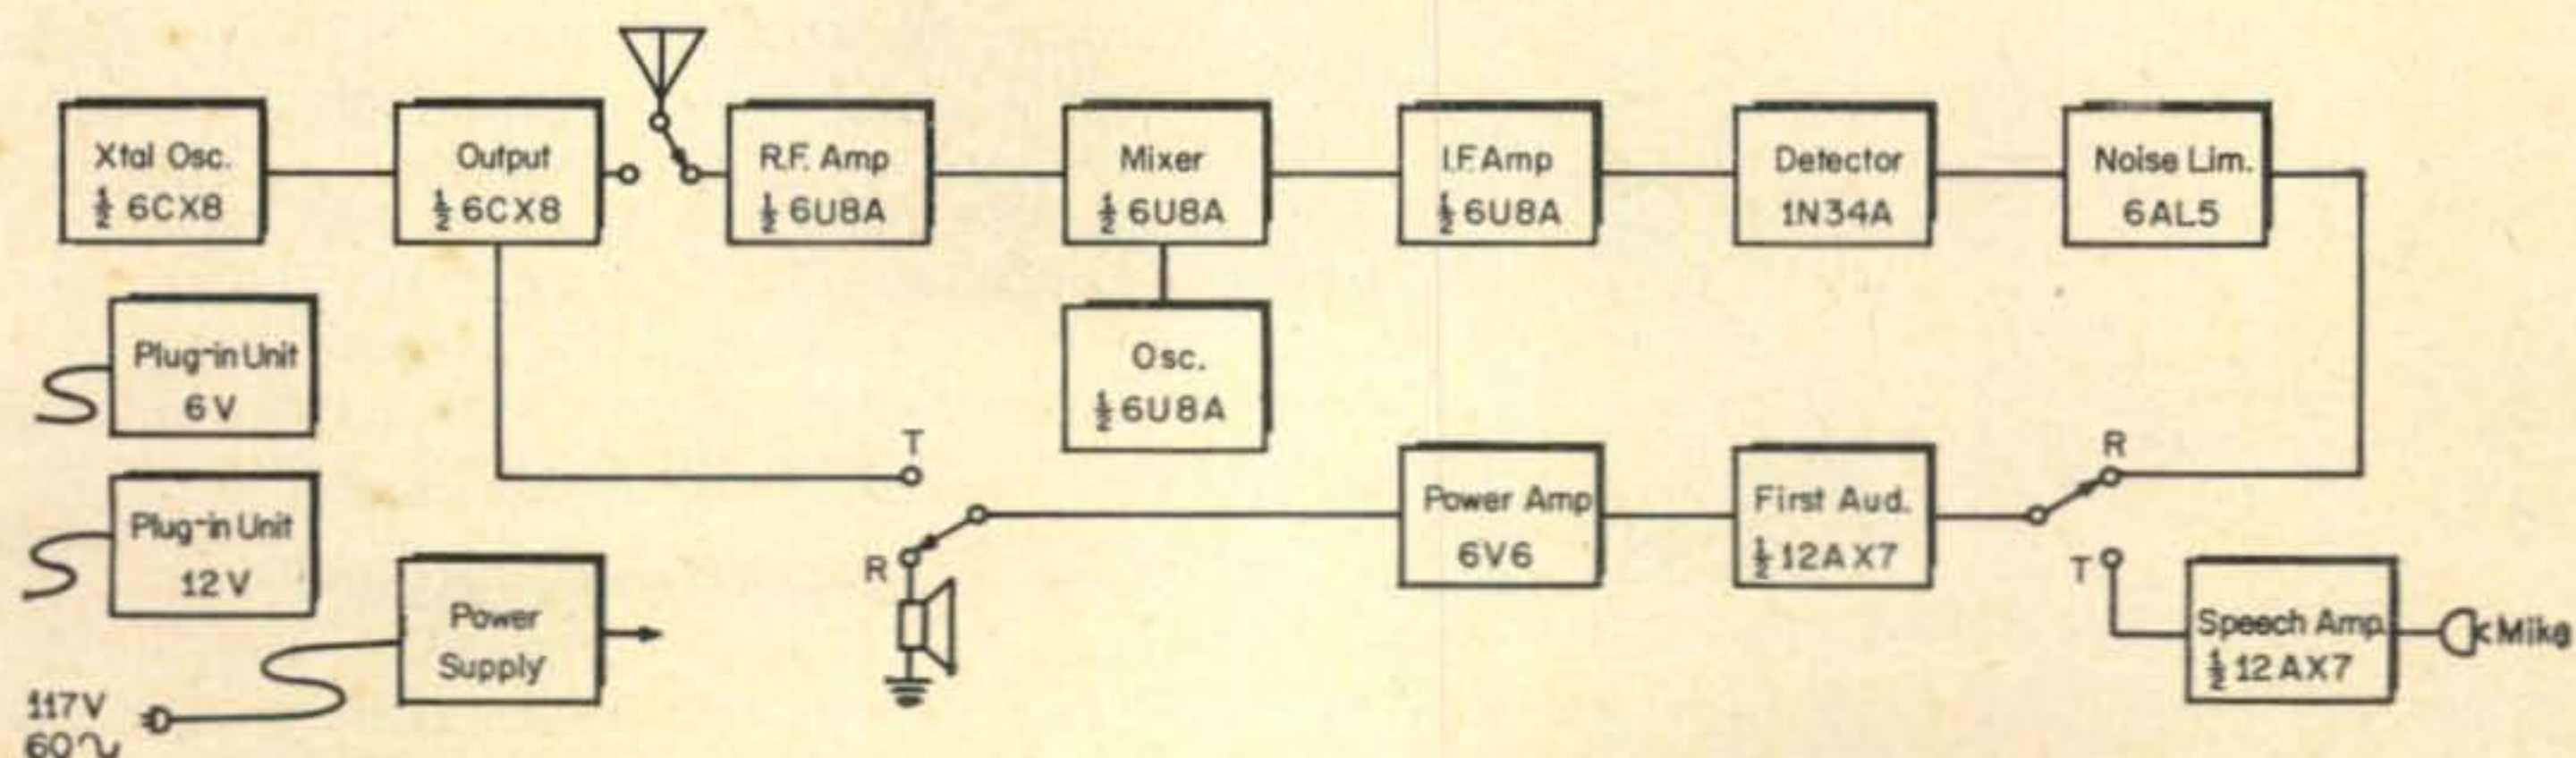 Xtal Osc.
½ 6CX8
Output
½ 6CX8
R.F. Amp
½ 6U8A
Mixer
½ 6U8A
I.F. Amp
½ 6U8A
Detector
1N34A
Noise Lim.
6AL5
Plug-in Unit
6V
Osc.
½ 6U8A
T
R
Power Amp
6V6
First Aud.
½ 12AX7
R
T
Speech Amp.
½ 12AX7
Mike
Plug-in Unit
12V
Power
Supply
117V
60∿